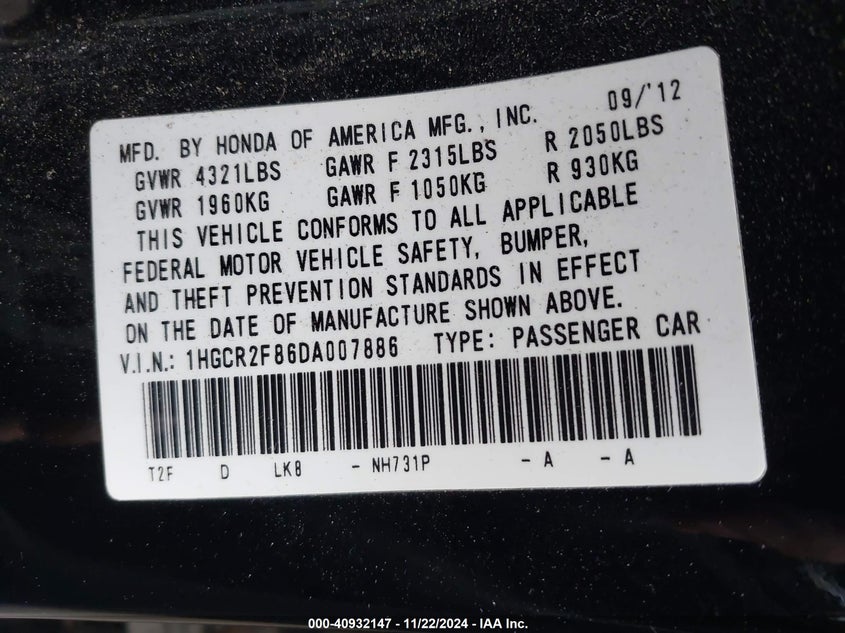 09/'12
MFD. BY HONDA OF AMERICA MFG., INC.
GVWR 4321LBS GAWR F 2315LBS R 2050LBS
GVWR 1960KG GAWR F 1050KG R 930KG
THIS VEHICLE CONFORMS TO ALL APPLICABLE
FEDERAL MOTOR VEHICLE SAFETY, BUMPER,
AND THEFT PREVENTION STANDARDS IN EFFECT
ON THE DATE OF MANUFACTURE SHOWN ABOVE.
V.I.N.: 1HGCR2F86DA007886 TYPE: PASSENGER CAR
T2F D LK8 - NH731P - A - A
000-40932147 - 11/22/2024 - IAA Inc.